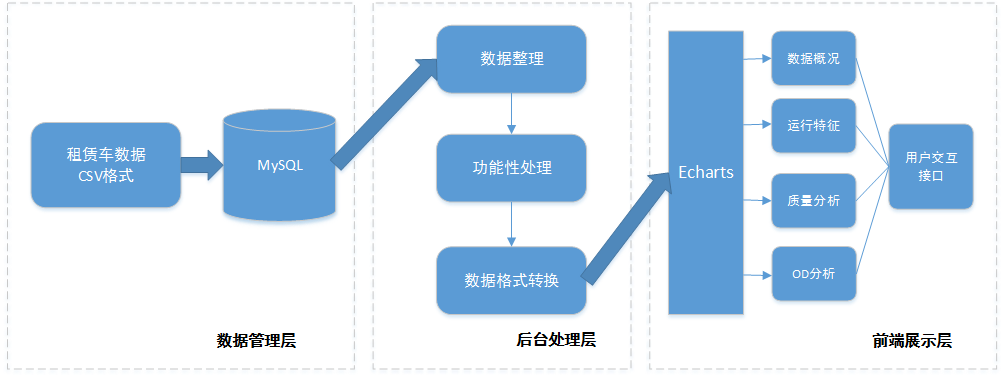 租赁车数据
CSV格式
MySQL
数据管理层
数据整理
功能性处理
数据格式转换
后台处理层
Echarts
数据概况
运行特征
质量分析
OD分析
用户交互
接口
前端展示层